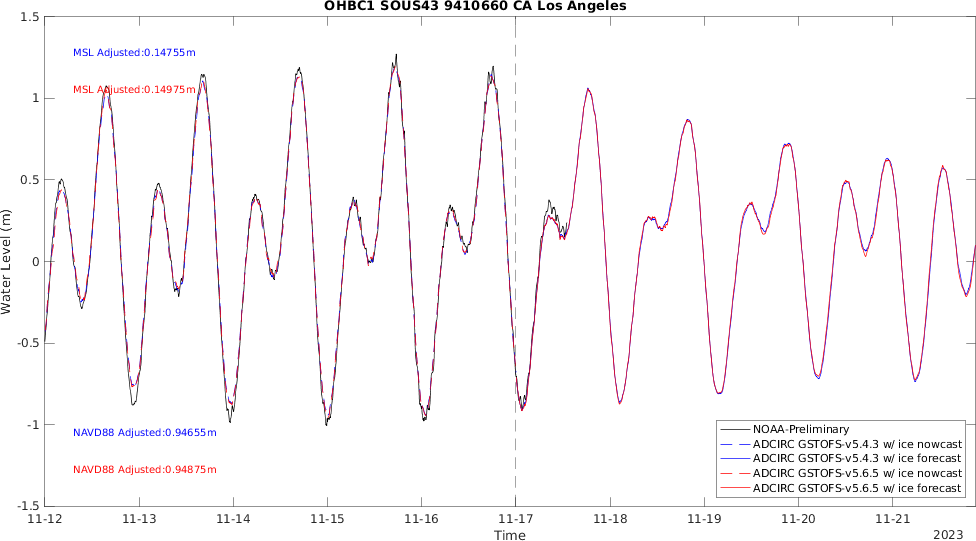 OHBC1 SOUS43 9410660 CA Los Angeles
1.5
MSL Adjusted:0.14755m
MSL Adjusted:0.14975m
1
0.5
0
-0.5
-1
-1.5
Water Level (m)
NAVD88 Adjusted:0.94655m
NAVD88 Adjusted:0.94875m
NOAA-Preliminary
ADCIRC GSTOFS-v5.4.3 w/ ice nowcast
ADCIRC GSTOFS-v5.4.3 w/ ice forecast
ADCIRC GSTOFS-v5.6.5 w/ ice nowcast
ADCIRC GSTOFS-v5.6.5 w/ ice forecast
11-12 11-13 11-14 11-15 11-16 11-17 11-18 11-19 11-20 11-21
Time
2023